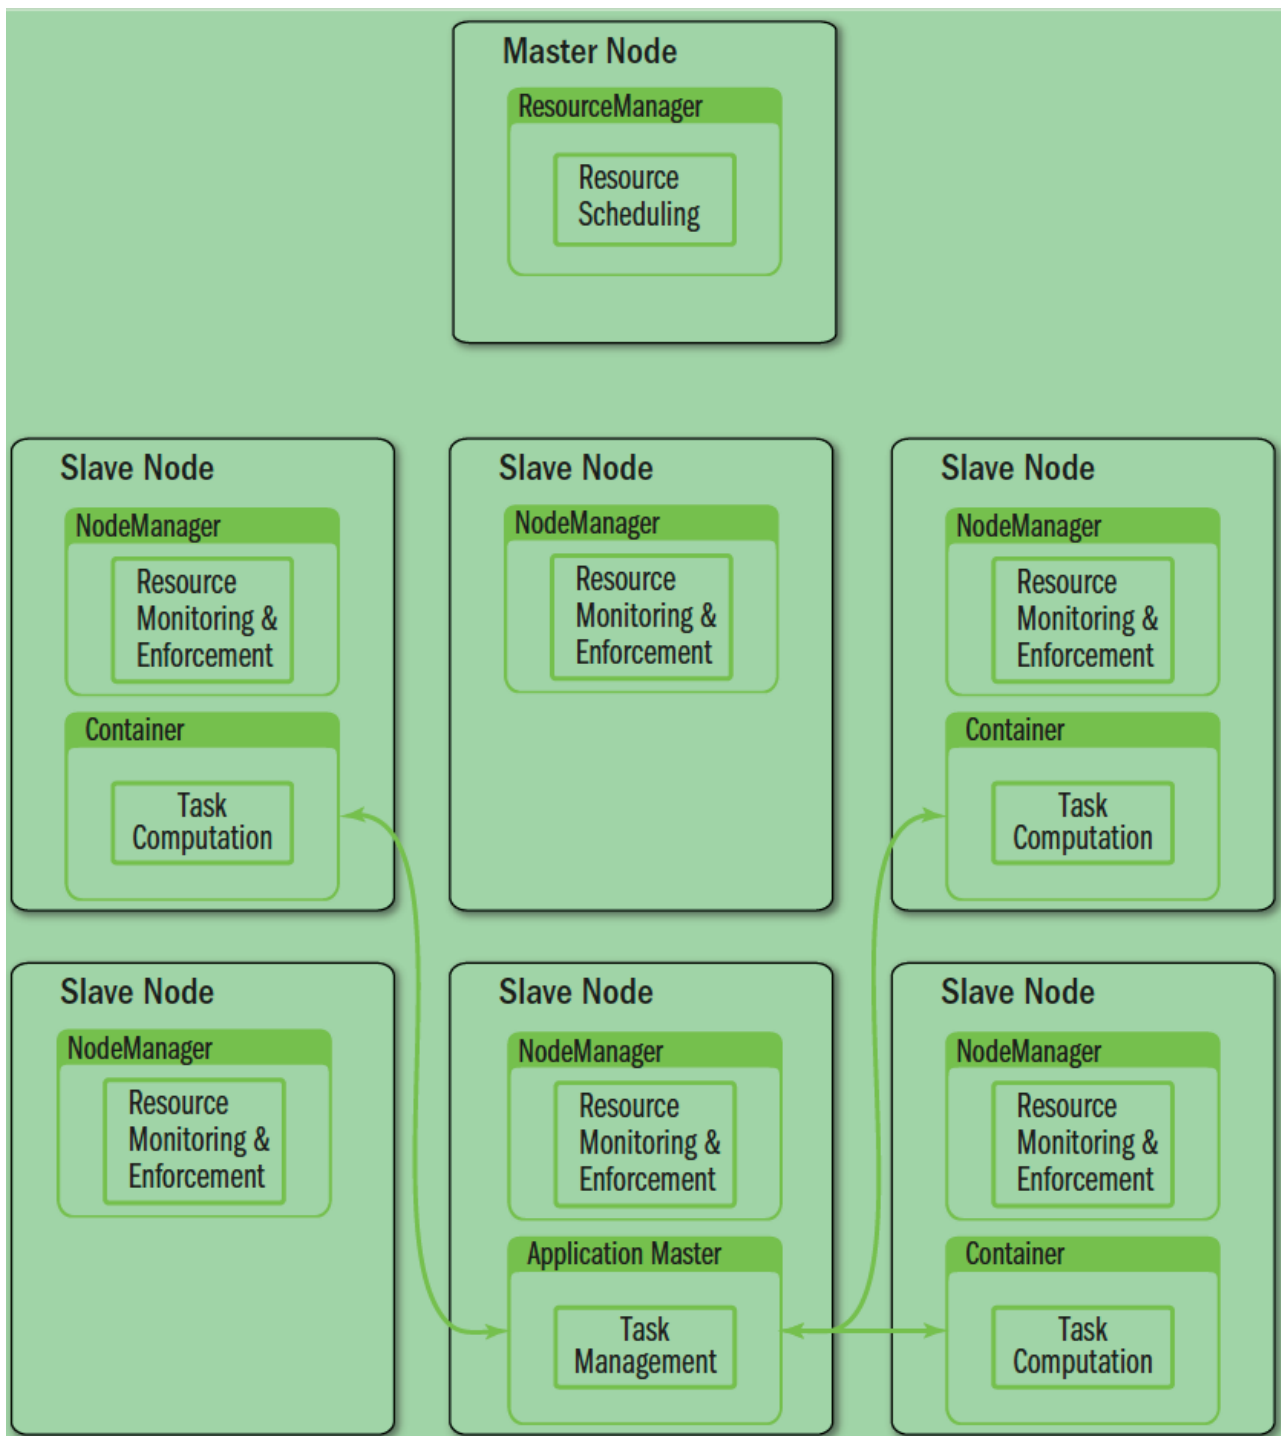 Master Node
ResourceManager
Resource
Scheduling
Slave Node
NodeManager
Resource
Monitoring &
Enforcement
Container
Task
Computation
Slave Node
NodeManager
Resource
Monitoring &
Enforcement
Slave Node
NodeManager
Resource
Monitoring &
Enforcement
Container
Task
Computation
Slave Node
NodeManager
Resource
Monitoring &
Enforcement
Slave Node
NodeManager
Resource
Monitoring &
Enforcement
Application Master
Task
Management
Slave Node
NodeManager
Resource
Monitoring &
Enforcement
Container
Task
Computation